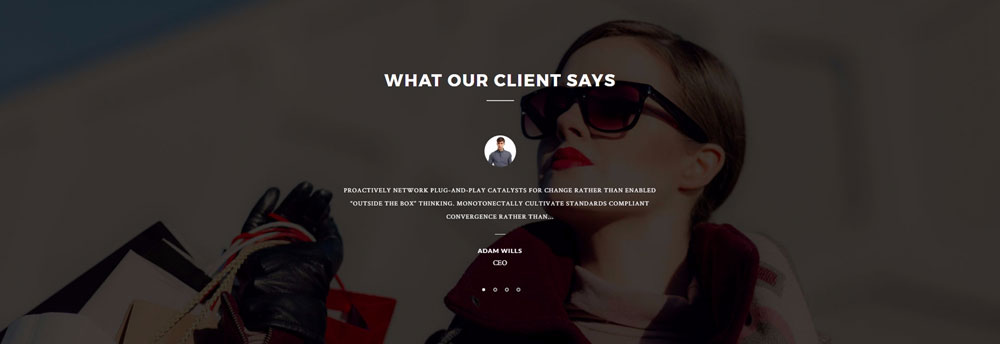 WHAT OUR CLIENT SAYS
PROACTIVELY NETWORK PLUG-AND-PLAY CATALYSTS FOR CHANGE RATHER THAN ENABLED
"OUTSIDE THE BOX" THINKING. MONOTONECTALLY CULTIVATE STANDARDS COMPLIANT
CONVERGENCE RATHER THAN...
ADAM WILLS
CEO